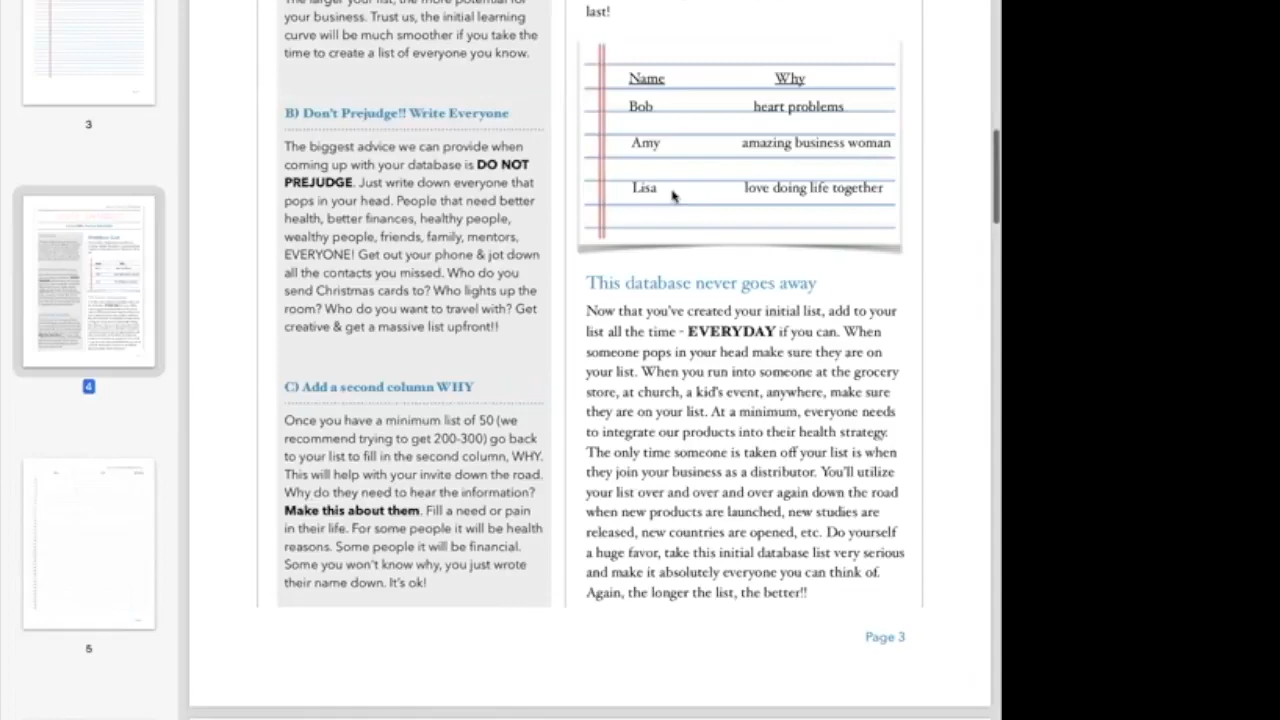 3
4
5
The larger your list, the more potential for
your business. Trust us, the initial learning
curve will be much smoother if you take the
time to create a list of everyone you know.
B) Don't Prejudge!! Write Everyone
The biggest advice we can provide when
coming up with your database is DO NOT
PREJUDGE. Just write down everyone that
pops in your head. People that need better
health, better finances, healthy people,
wealthy people, friends, family, mentors,
EVERYONE! Get out your phone & jot down
all the contacts you missed. Who do you
send Christmas cards to? Who lights up the
room? Who do you want to travel with? Get
creative & get a massive list upfront!!
C) Add a second column WHY
Once you have a minimum list of 50 (we
recommend trying to get 200-300) go back
to your list to fill in the second column, WHY.
This will help with your invite down the road.
Why do they need to hear the information?
Make this about them. Fill a need or pain
in their life. For some people it will be health
reasons. Some people it will be financial.
Some you won't know why, you just wrote
their name down. It's ok!
last!
Name Why
Bob heart problems
Amy amazing business woman
Lisa love doing life together
This database never goes away
Now that you've created your initial list, add to your
list all the time - EVERYDAY if you can. When
someone pops in your head make sure they are on
your list. When you run into someone at the grocery
store, at church, a kid's event, anywhere, make sure
they are on your list. At a minimum, everyone needs
to integrate our products into their health strategy.
The only time someone is taken off your list is when
they join your business as a distributor. You'll utilize
your list over and over and over again down the road
when new products are launched, new studies are
released, new countries are opened, etc. Do yourself
a huge favor, take this initial database list very serious
and make it absolutely everyone you can think of.
Again, the longer the list, the better!!
Page 3